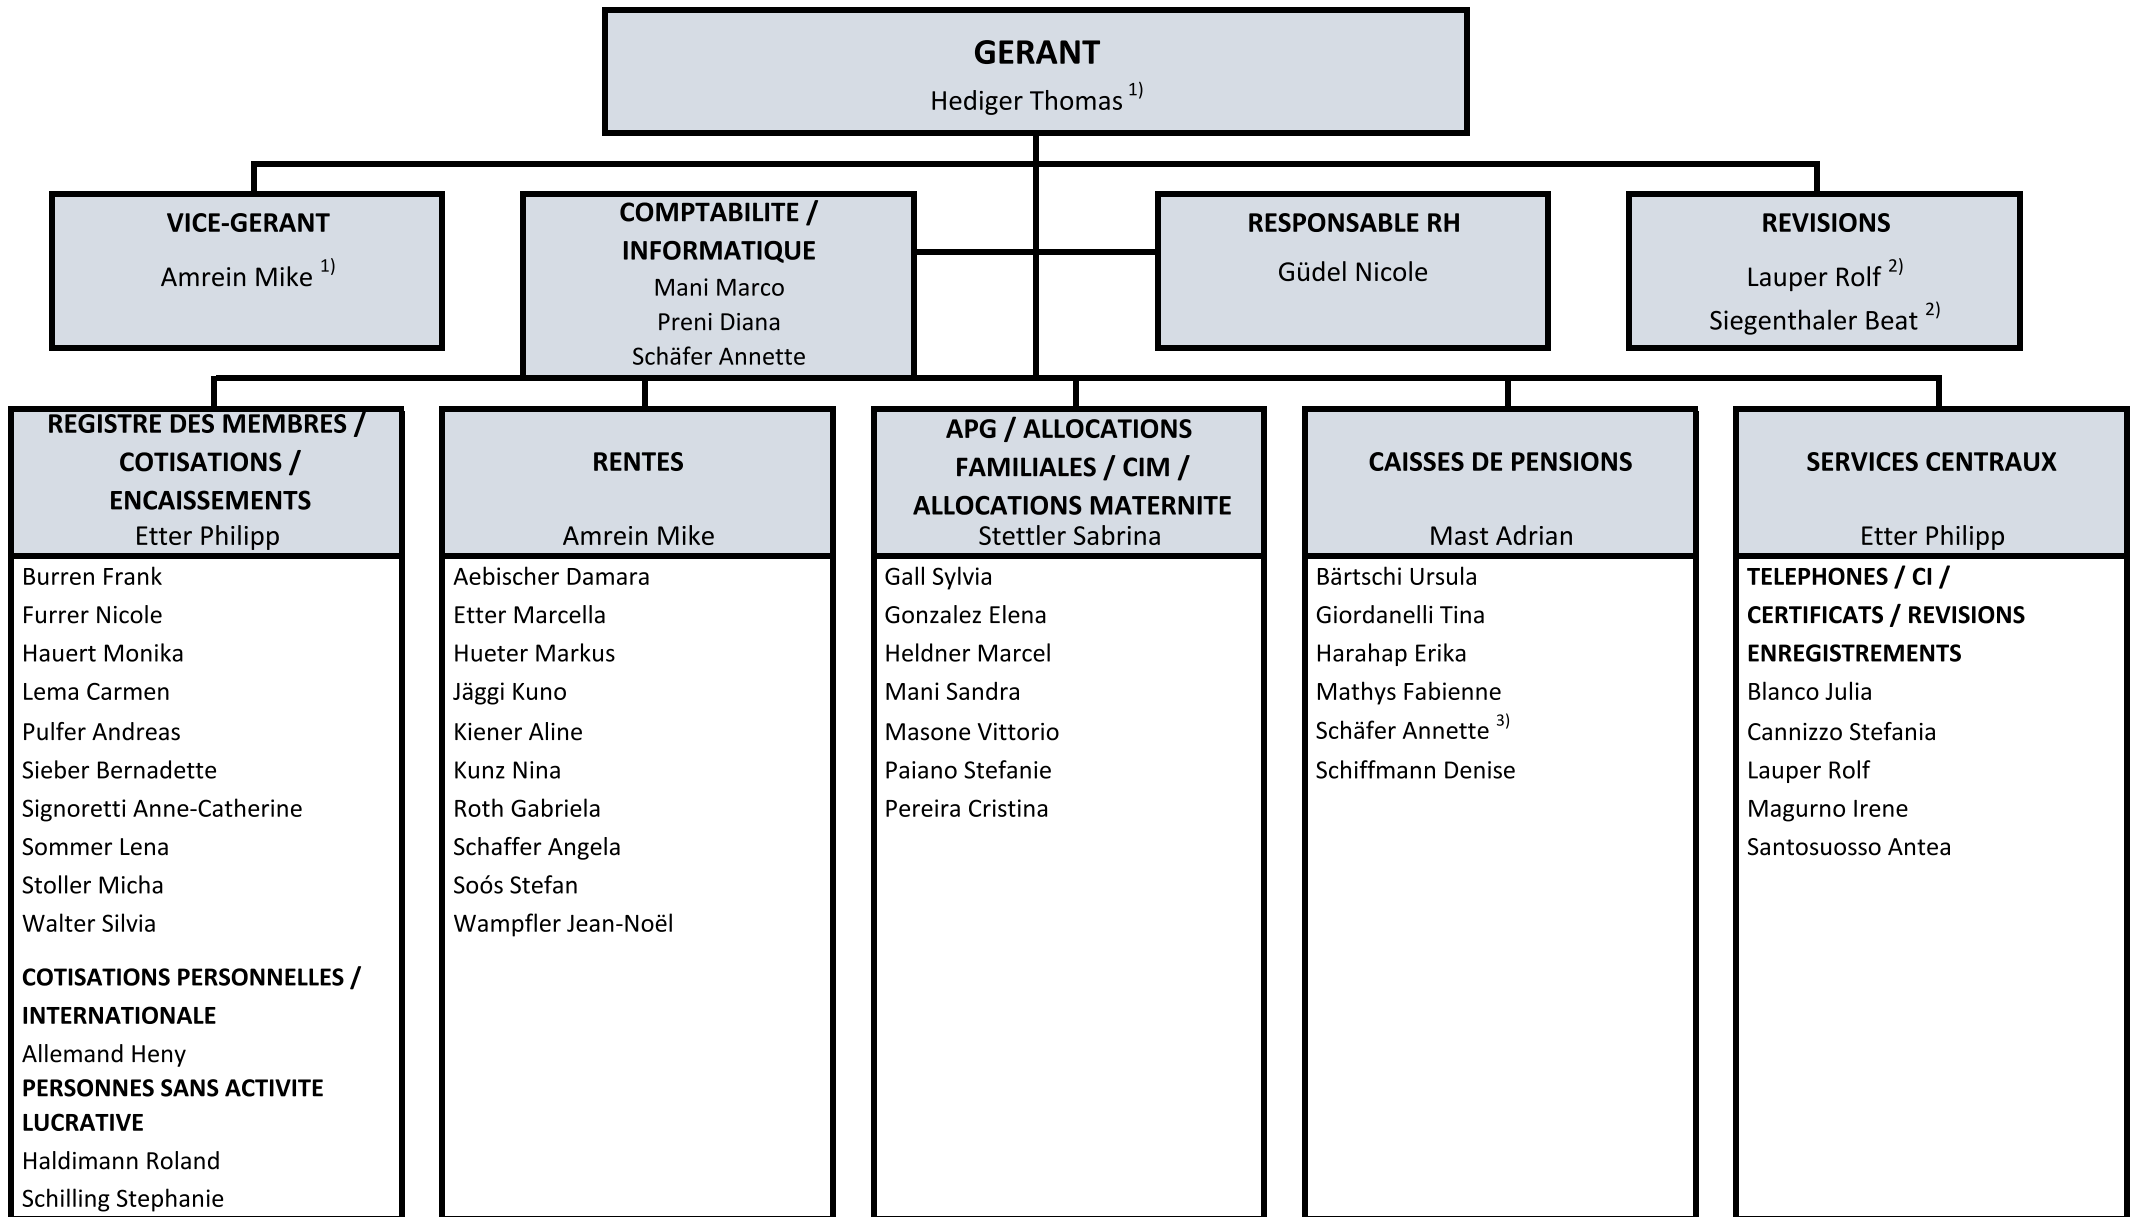 GERANT
Hediger Thomas 1)
VICE-GERANT
Amrein Mike 1)
COMPTABILITE /
INFORMATIQUE
Mani Marco
Preni Diana
Schäfer Annette
RESPONSABLE RH
Güdel Nicole
REVISIONS
Lauper Rolf 2)
Siegenthaler Beat 2)
REGISTRE DES MEMBRES /
COTISATIONS /
ENCAISSEMENTS
Etter Philipp
Burren Frank
Furrer Nicole
Hauert Monika
Lema Carmen
Pulfer Andreas
Sieber Bernadette
Signoretti Anne-Catherine
Sommer Lena
Stoller Micha
Walter Silvia
COTISATIONS PERSONNELLES /
INTERNATIONALE
Allemand Heny
PERSONNES SANS ACTIVITE
LUCRATIVE
Haldimann Roland
Schilling Stephanie
RENTES
Amrein Mike
Aebischer Damara
Etter Marcella
Hueter Markus
Jäggi Kuno
Kiener Aline
Kunz Nina
Roth Gabriela
Schaffer Angela
Soós Stefan
Wampfler Jean-Noël
APG / ALLOCATIONS
FAMILIALES / CIM /
ALLOCATIONS MATERNITE
Stettler Sabrina
Gall Sylvia
Gonzalez Elena
Heldner Marcel
Mani Sandra
Masone Vittorio
Paiano Stefanie
Pereira Cristina
CAISSES DE PENSIONS
Mast Adrian
Bärtschi Ursula
Giordanelli Tina
Harahap Erika
Mathys Fabienne
Schäfer Annette 3)
Schiffmann Denise
SERVICES CENTRAUX
Etter Philipp
TELEPHONES / CI /
CERTIFICATS / REVISIONS
ENREGISTREMENTS
Blanco Julia
Cannizzo Stefania
Lauper Rolf
Magurno Irene
Santosuosso Antea